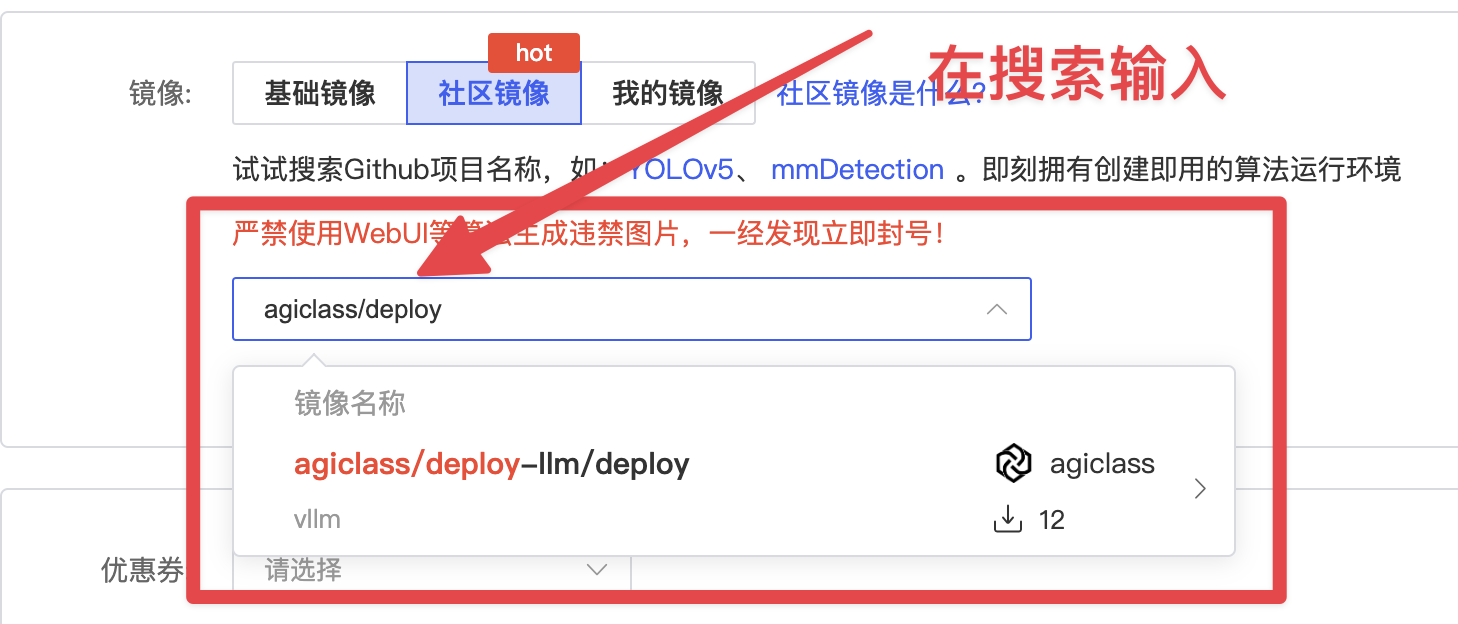 hot
在搜索输入
镜像: 基础镜像 社区镜像 我的镜像 社区镜像是什么?
试试搜索Github项目名称，如：YOLOv5、 mmDetection 。即刻拥有创建即用的算法运行环境
严禁使用WebUI等算法生成违禁图片，一经发现立即封号！
agiclass/deploy
镜像名称
agiclass/deploy-llm/deploy agiclass
vllm 12
优惠券 请选择